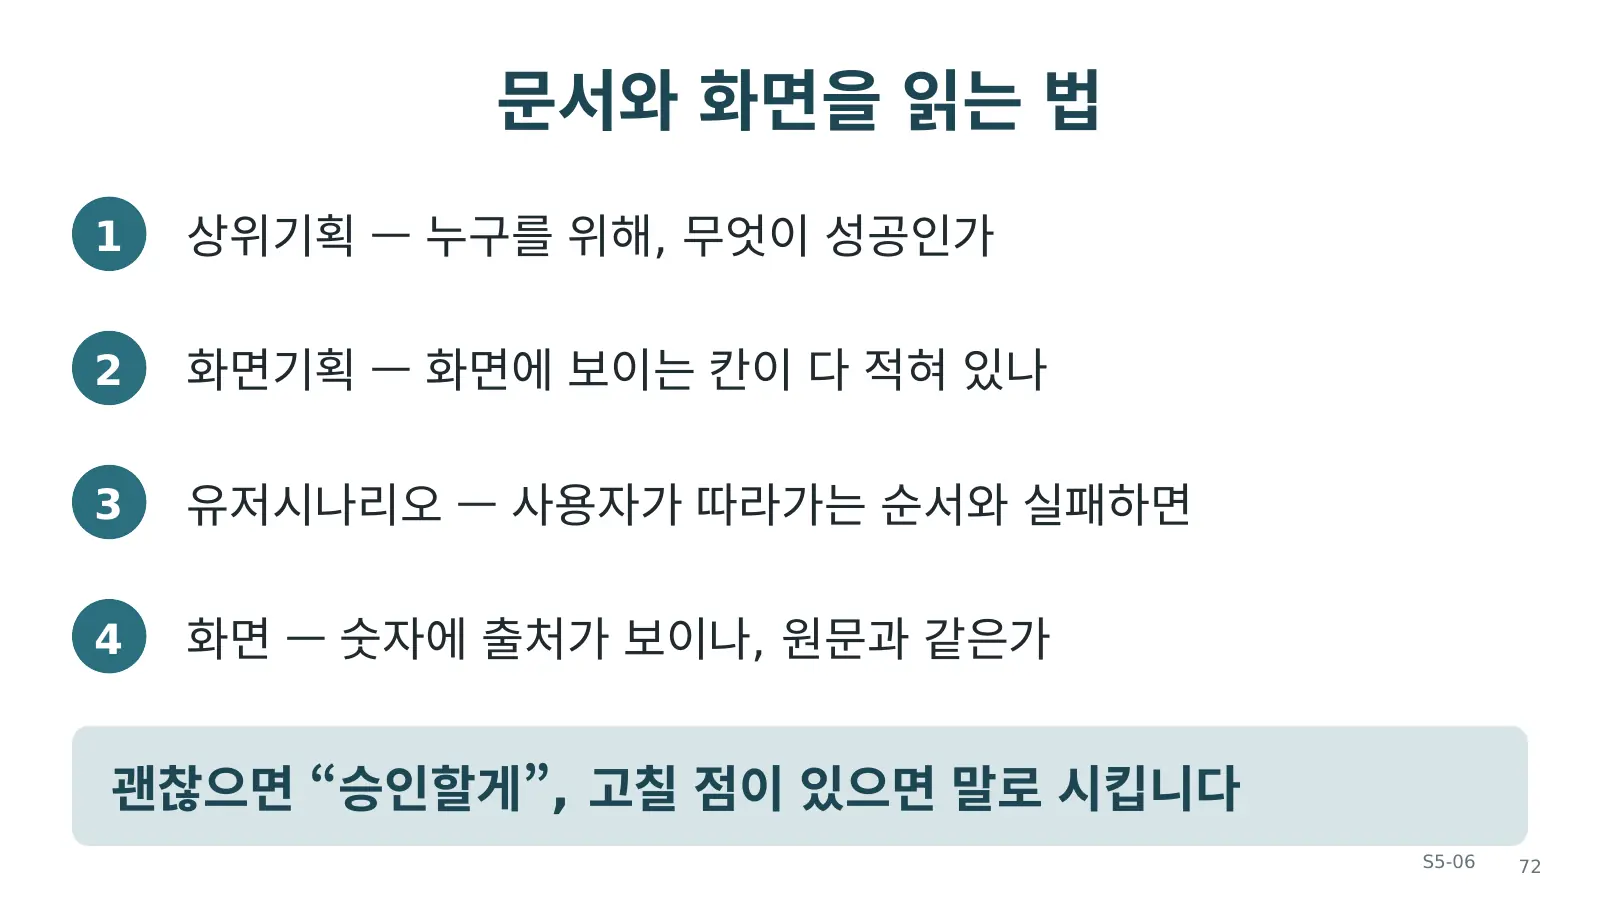 문서와 화면을 읽는 법
1 상위기획 — 누구를 위해, 무엇이 성공인가
2 화면기획 — 화면에 보이는 칸이 다 적혀 있나
3 유저시나리오 — 사용자가 따라가는 순서와 실패하면
4 화면 — 숫자에 출처가 보이나, 원문과 같은가
괜찮으면 “승인할게”, 고칠 점이 있으면 말로 시킵니다
S5-06 72